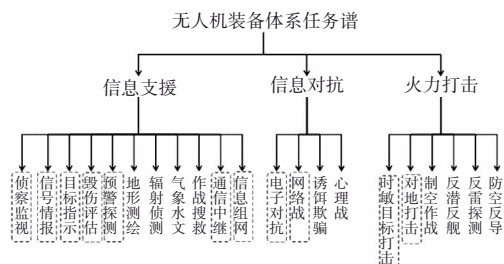 无人机装备体系任务谱
信息支援
信息对抗
火力打击
侦察监视
信号情报
目标指示
毁伤评估
预警探测
地形测绘
辐射侦测
气象水文
作战搜救
通信中继
信息组网
电子对抗
网络战
诱饵欺骗
心理战
时敏目标打击
对地打击
制空作战
反潜反舰
反雷探测
防空反导